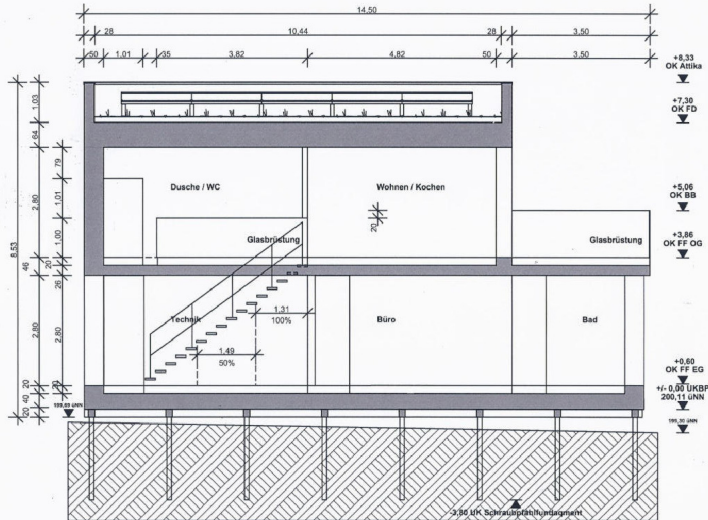 14,50
28 10,44 28 3,50
50 1,01 35 3,82 4,82 50 3,50
+8,33
OK Attika
+7,30
OK FD
1,03
64
79
2,80
1,01
1,00
Dusche / WC
Wohnen / Kochen
+5,06
OK BB
20
Glasbrüstung
Glasbrüstung
+3,86
OK FF OG
46
20
26
2,80
2,80
Technik
1,31
100%
Büro
Bad
1,49
50%
+0,60
OK FF EG
20
20
40
20
+/- 0,00 UKBP
200,11 üNN
-3,80 UK Schraubpfahlfundament